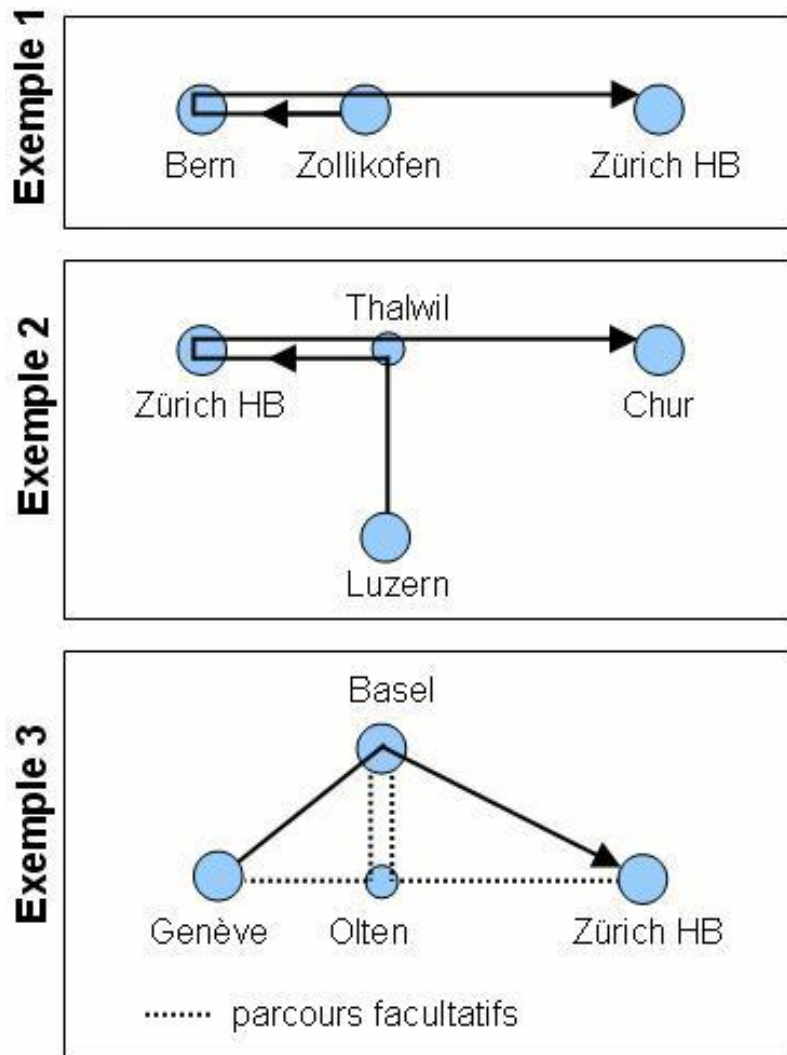 Exemple 1
Bern
Zollikofen
Zürich HB
Exemple 2
Thalwil
Zürich HB
Chur
Luzern
Exemple 3
Basel
Genève
Olten
Zürich HB
parcours facultatifs